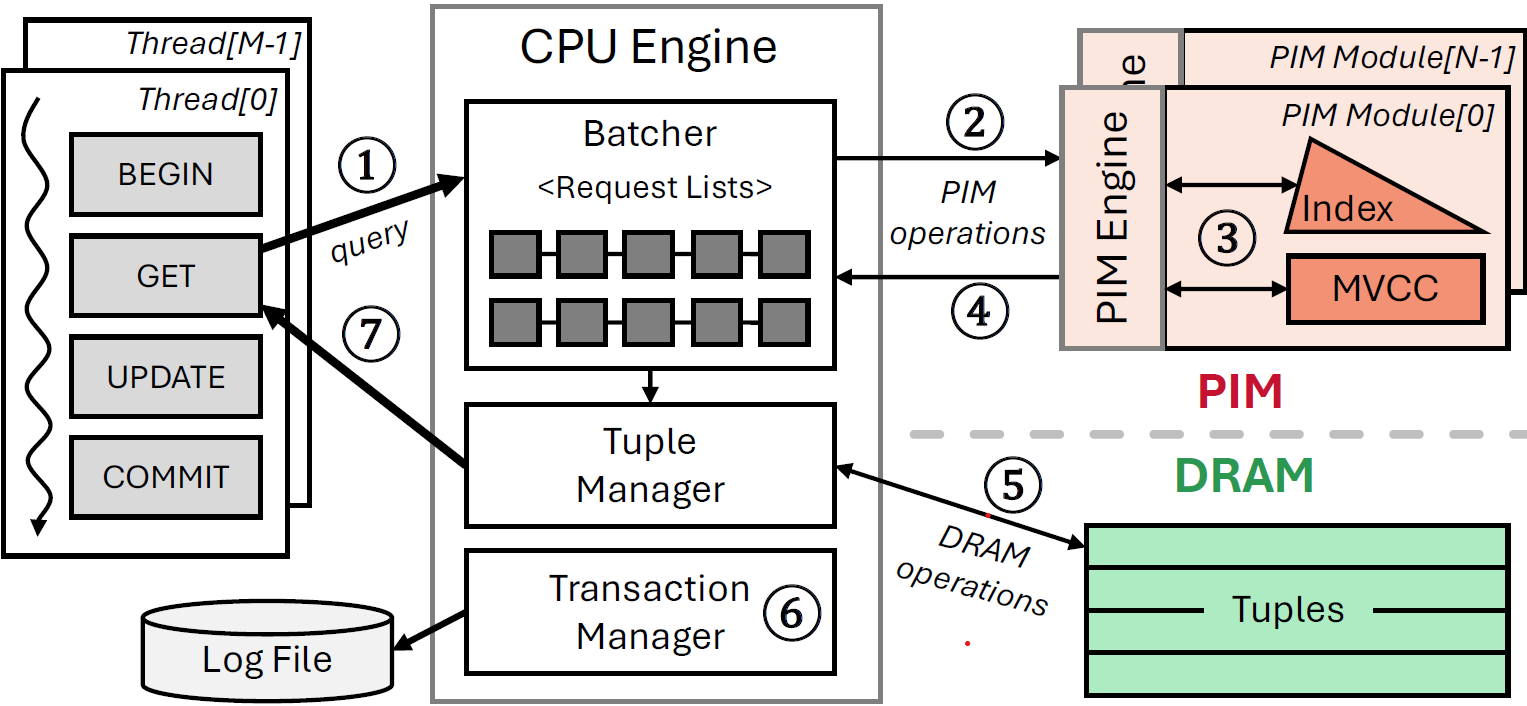 Thread[M-1]
Thread[0]
BEGIN
GET
UPDATE
COMMIT
①
query
⑦
Log File
CPU Engine
Batcher
<Request Lists>
Tuple
Manager
Transaction
Manager
⑥
②
PIM
operations
④
⑤
DRAM
operations
ne
PIM Module[N-1]
PIM Engine
PIM Module[0]
Index
③
MVCC
PIM
DRAM
Tuples